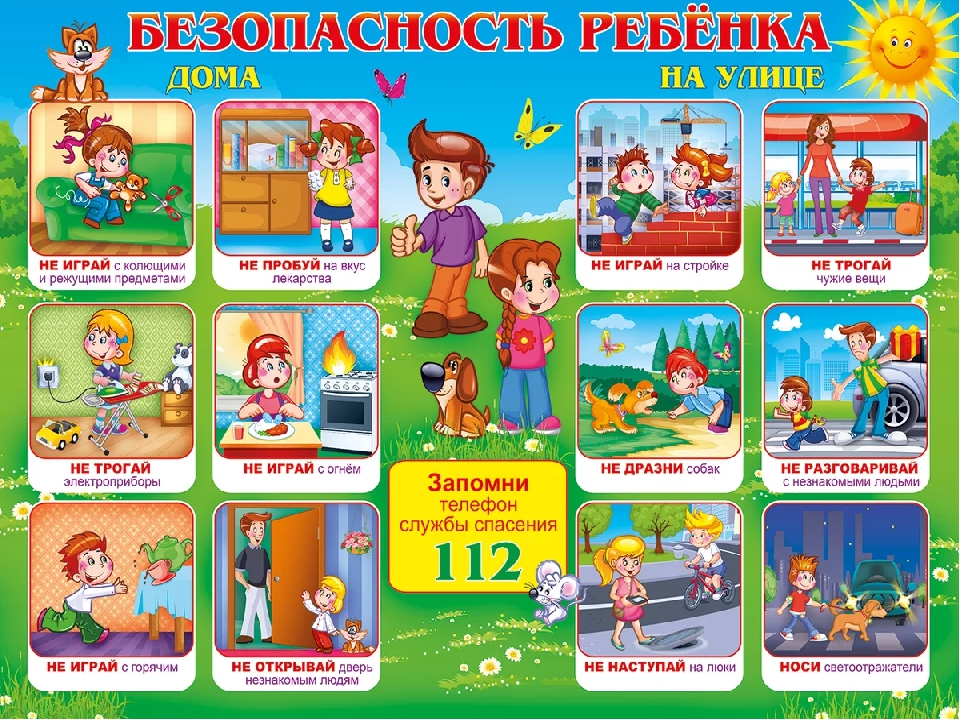 БЕЗОПАСНОСТЬ РЕБЁНКА
ДОМА
НА УЛИЦЕ
НЕ ИГРАЙ с колющими
и режущими предметами
НЕ ПРОБУЙ на вкус
лекарства
НЕ ИГРАЙ на стройке
НЕ ТРОГАЙ
чужие вещи
НЕ ТРОГАЙ
электроприборы
НЕ ИГРАЙ с огнём
НЕ ДРАЗНИ собак
НЕ РАЗГОВАРИВАЙ
с незнакомыми людьми
Запомни
телефон
службы спасения
112
НЕ ИГРАЙ с горячим
НЕ ОТКРЫВАЙ дверь
незнакомым людям
НЕ НАСТУПАЙ на люки
НОСИ светоотражатели